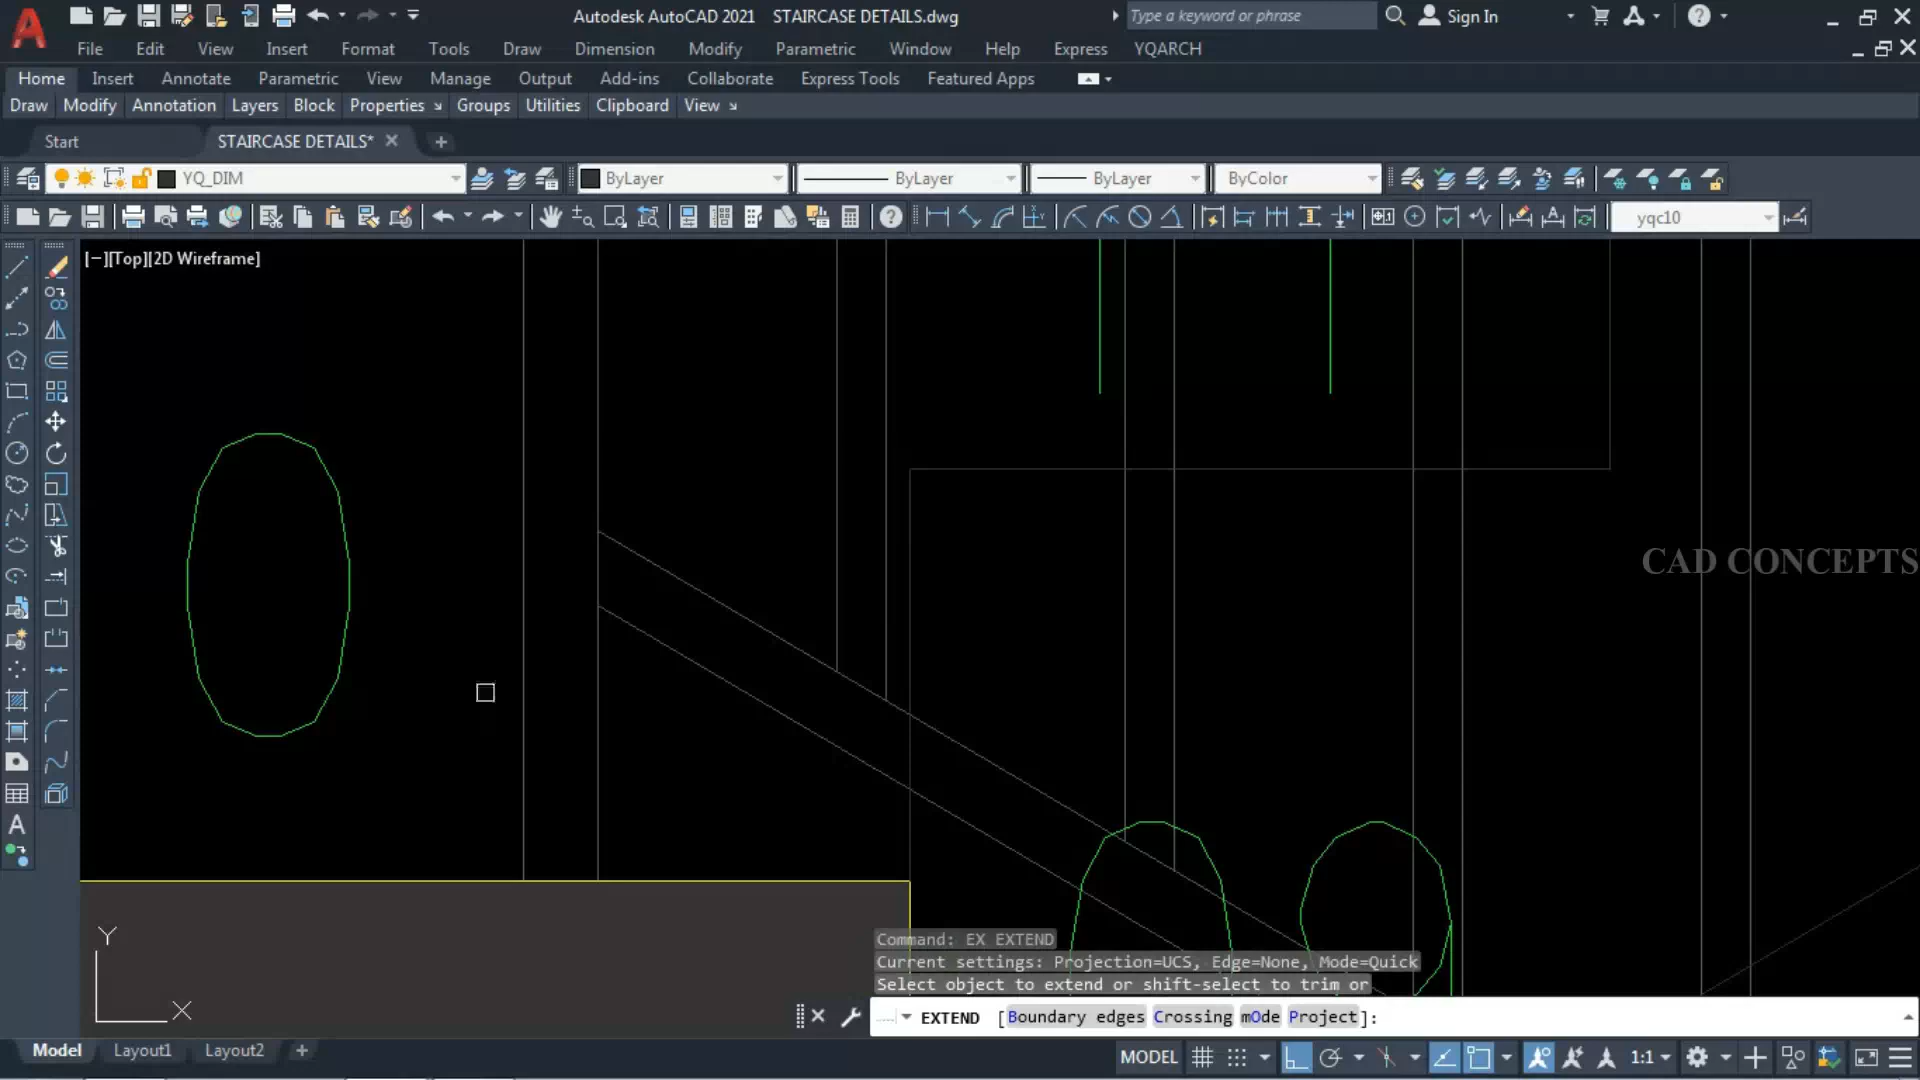 Autodesk AutoCAD 2021 STAIRCASE DETAILS.dwg
Type a keyword or phrase
Sign In
File Edit View Insert Format Tools Draw Dimension Modify Parametric Window Help Express YQARCH
Home Insert Annotate Parametric View Manage Output Add-ins Collaborate Express Tools Featured Apps
Draw Modify Annotation Layers Block Properties Groups Utilities Clipboard View
Start STAIRCASE DETAILS*
YQ_DIM ByLayer ByLayer ByLayer ByColor
yqc10
[−][Top][2D Wireframe]
CAD CONCEPTS
Y
X
Command: EX EXTEND
Current settings: Projection=UCS, Edge=None, Mode=Quick
Select object to extend or shift-select to trim or
EXTEND [Boundary edges Crossing mOde Project]:
Model Layout1 Layout2
MODEL 1:1